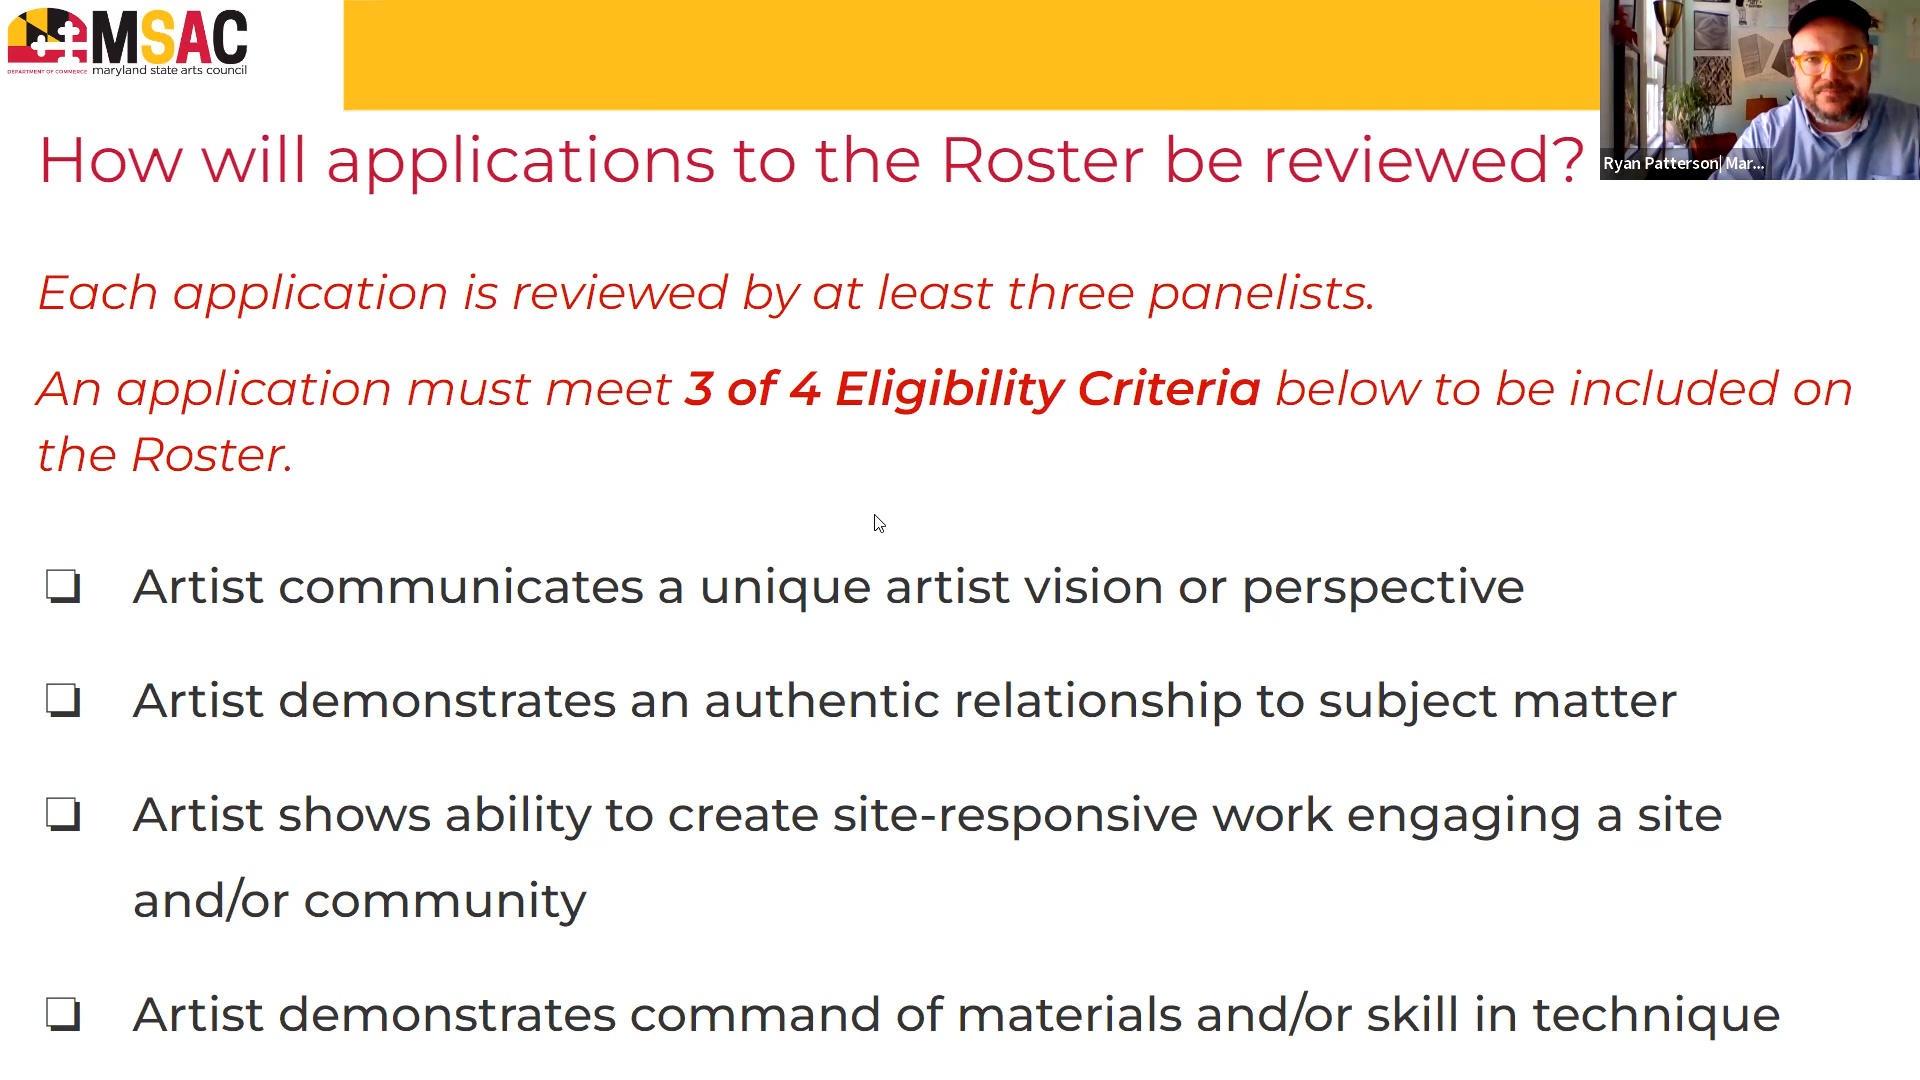 MSAC
DEPARTMENT OF COMMERCE maryland state arts council
Ryan Patterson| Mar...
How will applications to the Roster be reviewed?
Each application is reviewed by at least three panelists.
An application must meet 3 of 4 Eligibility Criteria below to be included on
the Roster.
❏ Artist communicates a unique artist vision or perspective
❏ Artist demonstrates an authentic relationship to subject matter
❏ Artist shows ability to create site-responsive work engaging a site
and/or community
❏ Artist demonstrates command of materials and/or skill in technique